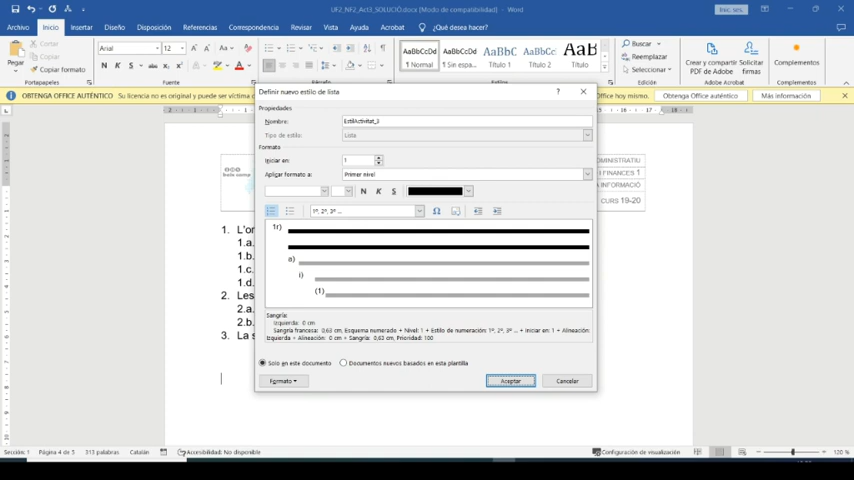 UF2_NF2_Act3_SOLUCIÓ.docx [Modo de compatibilidad] - Word
Inic. ses.
Archivo Inicio Insertar Diseño Disposición Referencias Correspondencia Revisar Vista Ayuda Acrobat ¿Qué desea hacer?
Pegar
Cortar
Copiar
Copiar formato
Portapapeles
Arial 12
N K S abc
Fuente
AaBbCcDd AaBbCcDd AaBbC AaBbCc AaB
¶ Normal 1 Sin espa... Título 1 Título 2 Título
Buscar
Reemplazar
Seleccionar
Edición
Crear y compartir PDF de Adobe
Solicitar firmas
Adobe Acrobat
Complementos
Complementos
OBTENGA OFFICE AUTÉNTICO Su licencia no es original y puede ser víctima
Office hoy mismo. Obtenga Office auténtico Más información
Definir nuevo estilo de lista
Propiedades
Nombre: EstilActivitat_3
Tipo de estilo: Lista
Formato
Iniciar en: 1
Aplicar formato a: Primer nivel
N K S
1º, 2º, 3º ...
1r)
a)
i)
(1)
Sangría:
Izquierda: 0 cm
Sangría francesa: 0,63 cm, Esquema numerado + Nivel: 1 + Estilo de numeración: 1º, 2º, 3º ... + Iniciar en: 1 + Alineación:
Izquierda + Alineación: 0 cm + Sangría: 0,63 cm, Prioridad: 100
Solo en este documento Documentos nuevos basados en esta plantilla
Formato Aceptar Cancelar
MINISTRATIU
I FINANCES 1
A INFORMACIÓ
CURS 19-20
1. L'or
1.a.
1.b.
1.c.
1.d.
2. Les
2.a.
2.b.
3. La s
Sección: 1 Página 4 de 5 313 palabras Catalán Accesibilidad: No disponible
Configuración de visualización 120 %